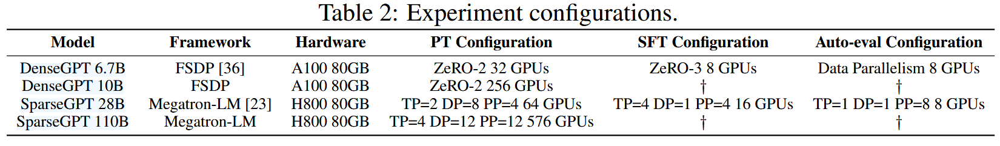 Table 2: Experiment configurations.
Model Framework Hardware PT Configuration SFT Configuration Auto-eval Configuration
DenseGPT 6.7B FSDP [36] A100 80GB ZeRO-2 32 GPUs ZeRO-3 8 GPUs Data Parallelism 8 GPUs
DenseGPT 10B FSDP A100 80GB ZeRO-2 256 GPUs † †
SparseGPT 28B Megatron-LM [23] H800 80GB TP=2 DP=8 PP=4 64 GPUs TP=4 DP=1 PP=4 16 GPUs TP=1 DP=1 PP=8 8 GPUs
SparseGPT 110B Megatron-LM H800 80GB TP=4 DP=12 PP=12 576 GPUs † †